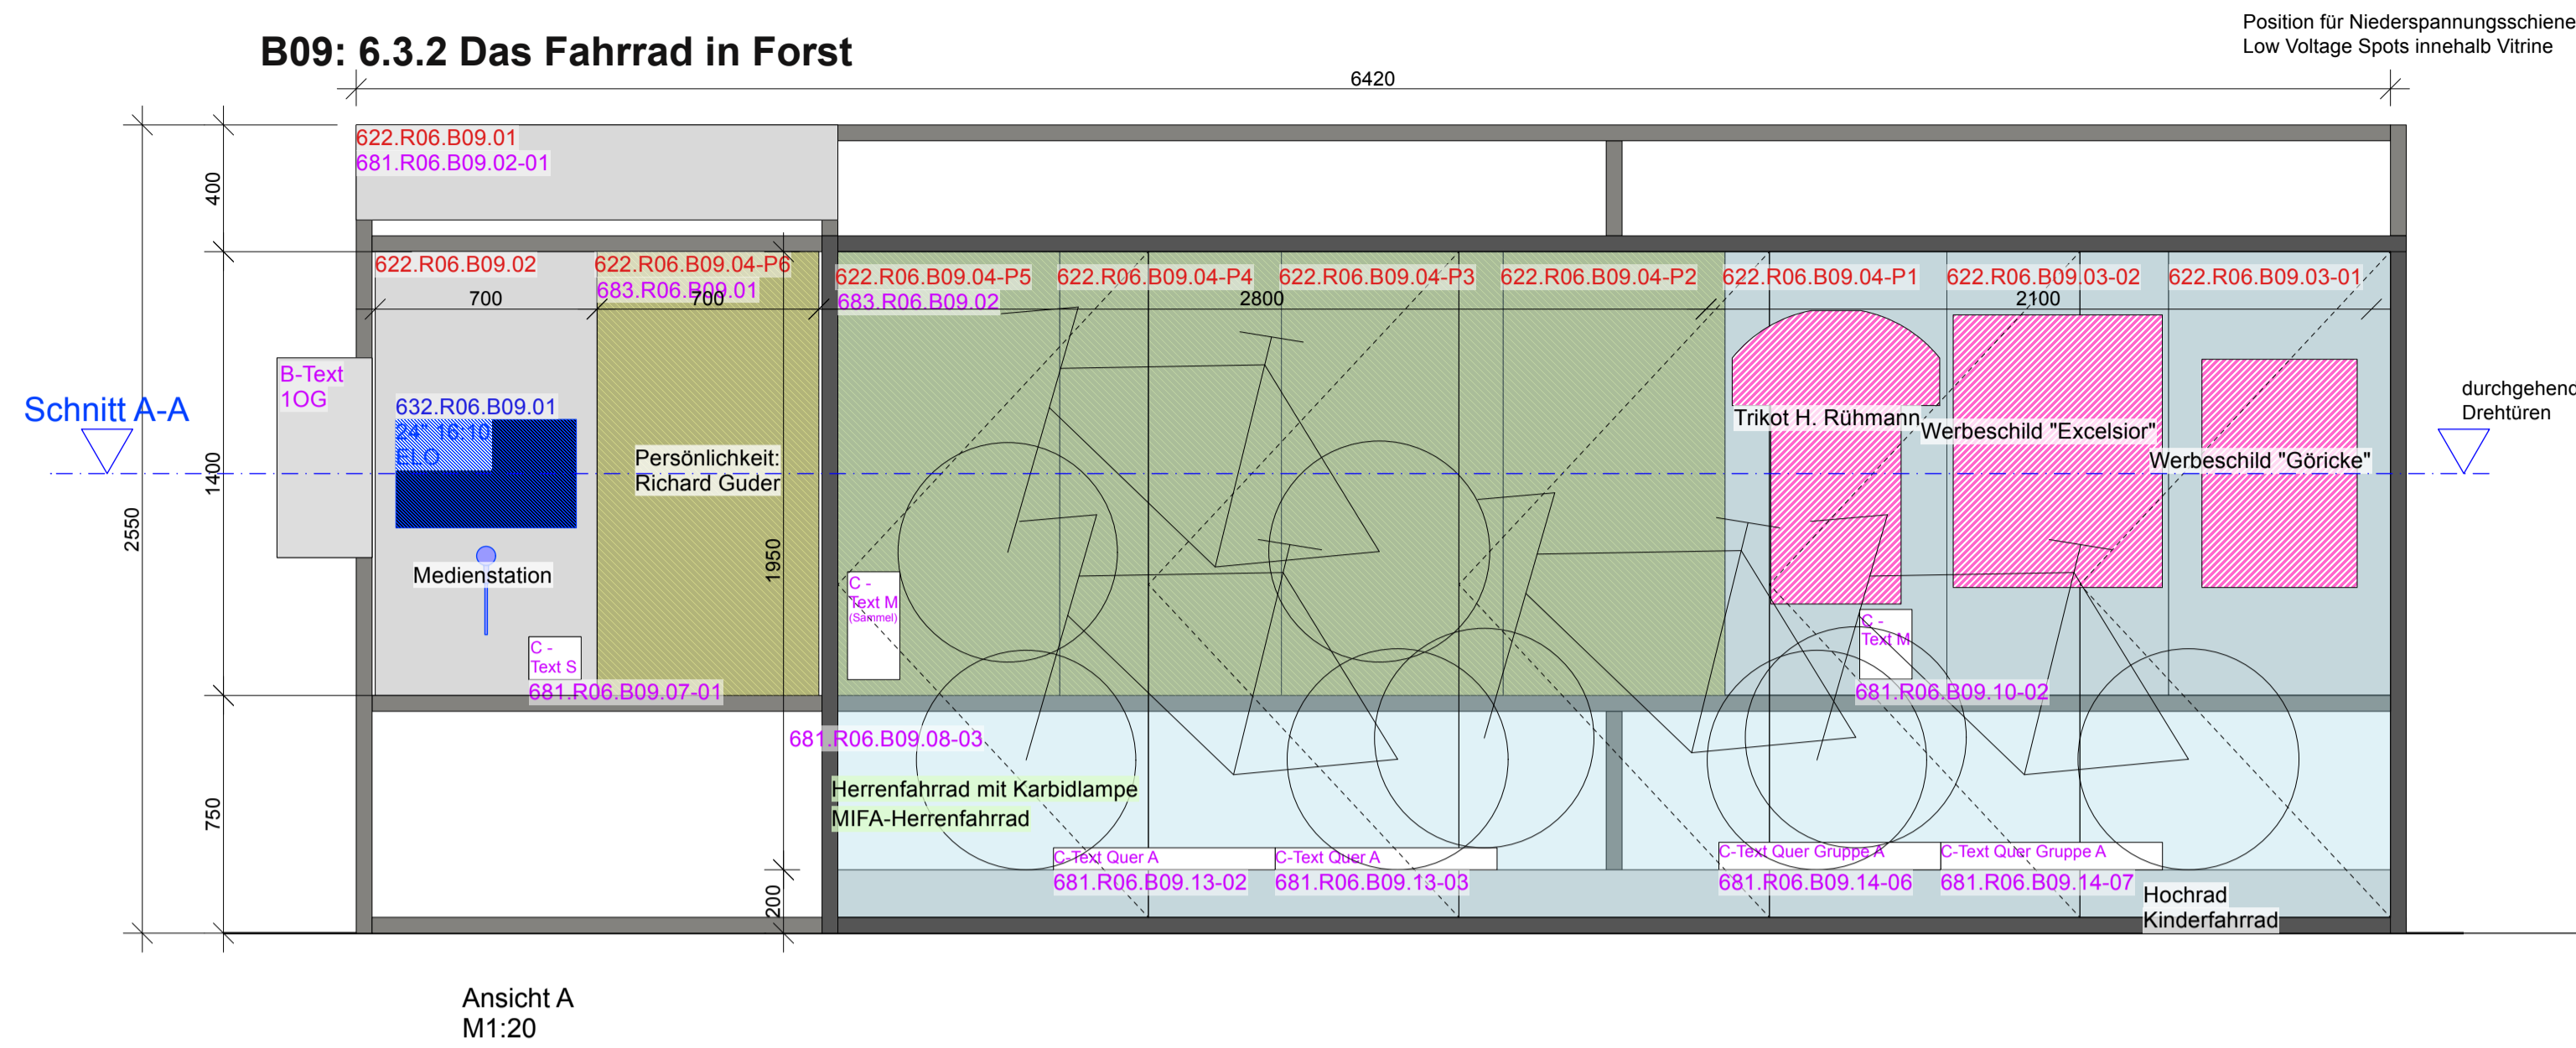 Position für Niederspannungsschiene
Low Voltage Spots innehalb Vitrine
B09: 6.3.2 Das Fahrrad in Forst
6420
622.R06.B09.01
681.R06.B09.02-01
400
622.R06.B09.02
622.R06.B09.04-P6
683.R06.B09.01
622.R06.B09.04-P5
683.R06.B09.02
622.R06.B09.04-P4
622.R06.B09.04-P3
622.R06.B09.04-P2
622.R06.B09.04-P1
622.R06.B09.03-02
622.R06.B09.03-01
700
700
2800
2100
B-Text
1OG
Schnitt A-A
632.R06.B09.01
24" 16:10
ELO
durchgehend
Drehtüren
Trikot H. Rühmann
Werbeschild "Excelsior"
Werbeschild "Göricke"
Persönlichkeit:
Richard Guder
1400
2550
1950
Medienstation
C -
Text M
(Sammel)
C -
Text S
C -
Text M
681.R06.B09.07-01
681.R06.B09.10-02
681.R06.B09.08-03
750
Herrenfahrrad mit Karbidlampe
MIFA-Herrenfahrrad
C-Text Quer A
C-Text Quer A
C-Text Quer Gruppe A
C-Text Quer Gruppe A
681.R06.B09.13-02
681.R06.B09.13-03
681.R06.B09.14-06
681.R06.B09.14-07
200
Hochrad
Kinderfahrrad
Ansicht A
M1:20